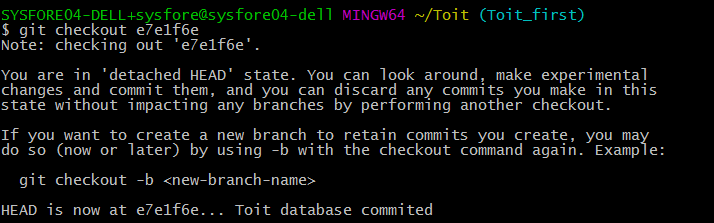 SYSFORE04-DELL+sysfore@sysfore04-dell MINGW64 ~/Toit (Toit_first)
$ git checkout e7e1f6e
Note: checking out 'e7e1f6e'.
You are in 'detached HEAD' state. You can look around, make experimental
changes and commit them, and you can discard any commits you make in this
state without impacting any branches by performing another checkout.
If you want to create a new branch to retain commits you create, you may
do so (now or later) by using -b with the checkout command again. Example:
git checkout -b <new-branch-name>
HEAD is now at e7e1f6e... Toit database commited